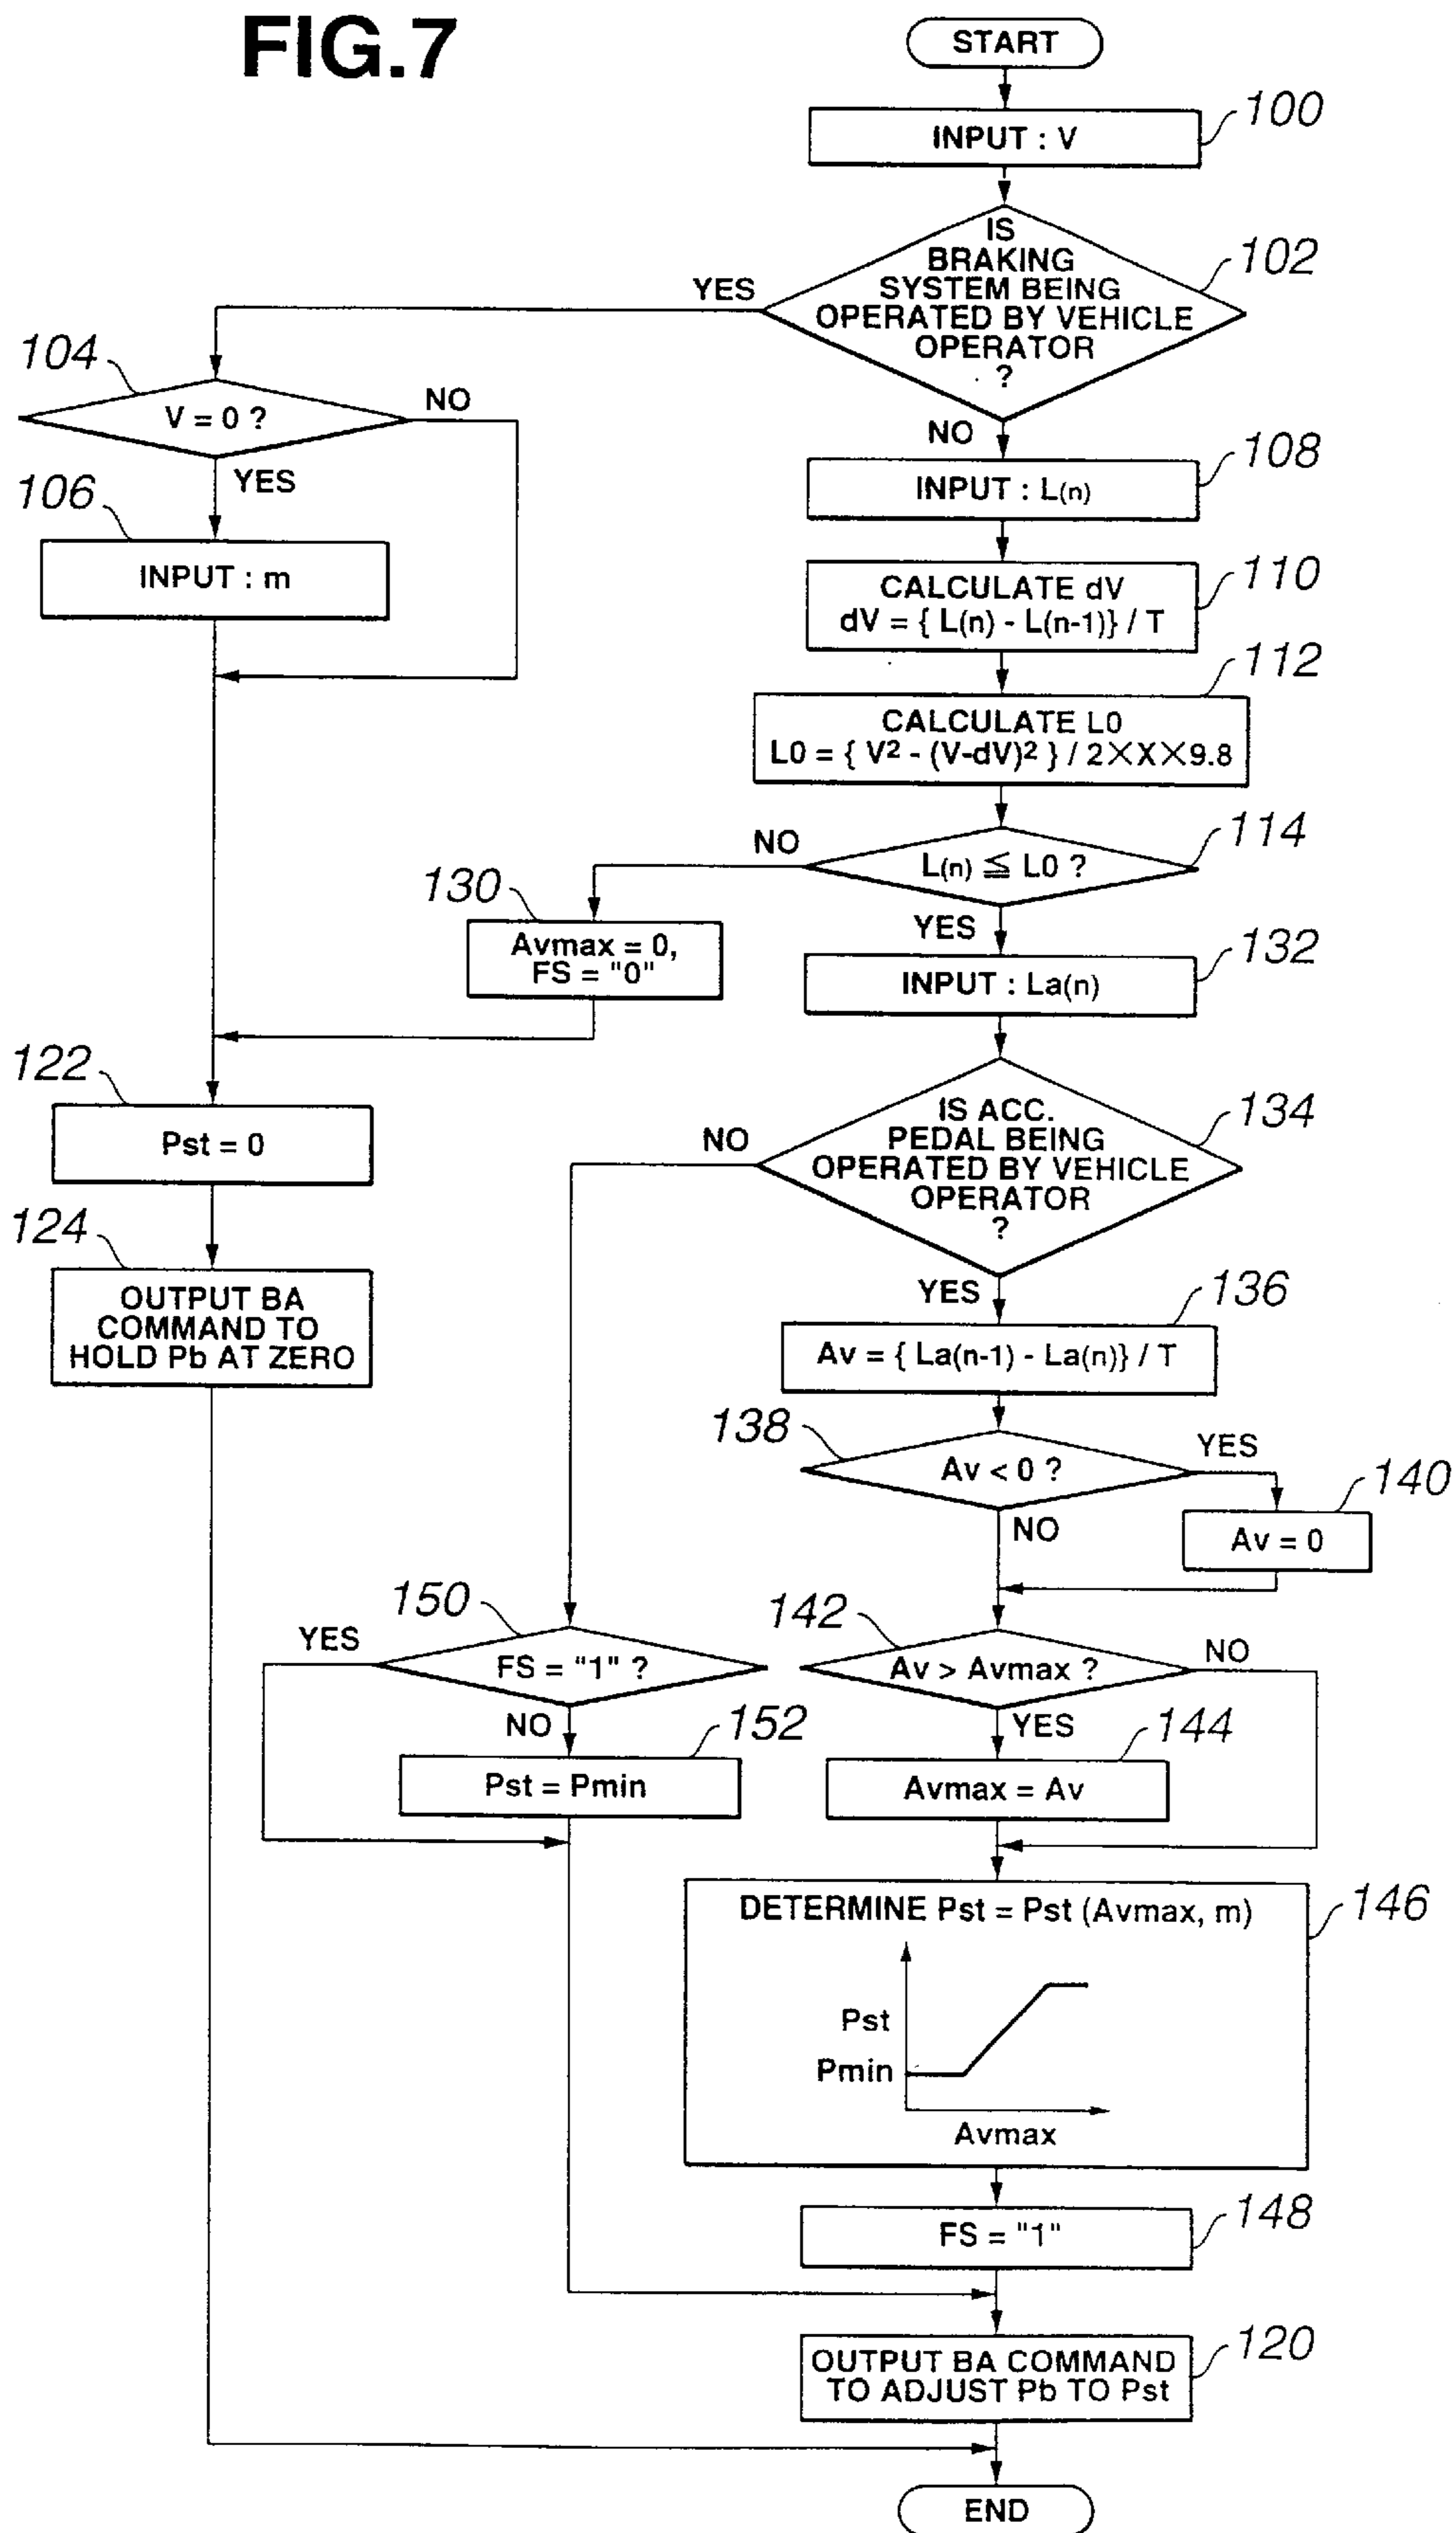 FIG.7
START
100
INPUT : V
IS
BRAKING
SYSTEM BEING
OPERATED BY VEHICLE
OPERATOR
?
102
YES
104
V = 0 ?
NO
NO
YES
106
INPUT : m
108
INPUT : L(n)
110
CALCULATE dV
dV = { L(n) - L(n-1)} / T
112
CALCULATE L0
L0 = { V² - (V-dV)² } / 2×X×9.8
114
NO
L(n) ≦ L0 ?
130
YES
Avmax = 0,
FS = "0"
132
INPUT : La(n)
122
Pst = 0
134
NO
IS ACC.
PEDAL BEING
OPERATED BY VEHICLE
OPERATOR
?
124
OUTPUT BA
COMMAND TO
HOLD Pb AT ZERO
YES
136
Av = { La(n-1) - La(n)} / T
138
Av < 0 ?
YES
140
NO
Av = 0
150
142
YES
FS = "1" ?
Av > Avmax ?
NO
NO
YES
152
144
Pst = Pmin
Avmax = Av
DETERMINE Pst = Pst (Avmax, m)
146
Pst
Pmin
Avmax
148
FS = "1"
120
OUTPUT BA COMMAND
TO ADJUST Pb TO Pst
END